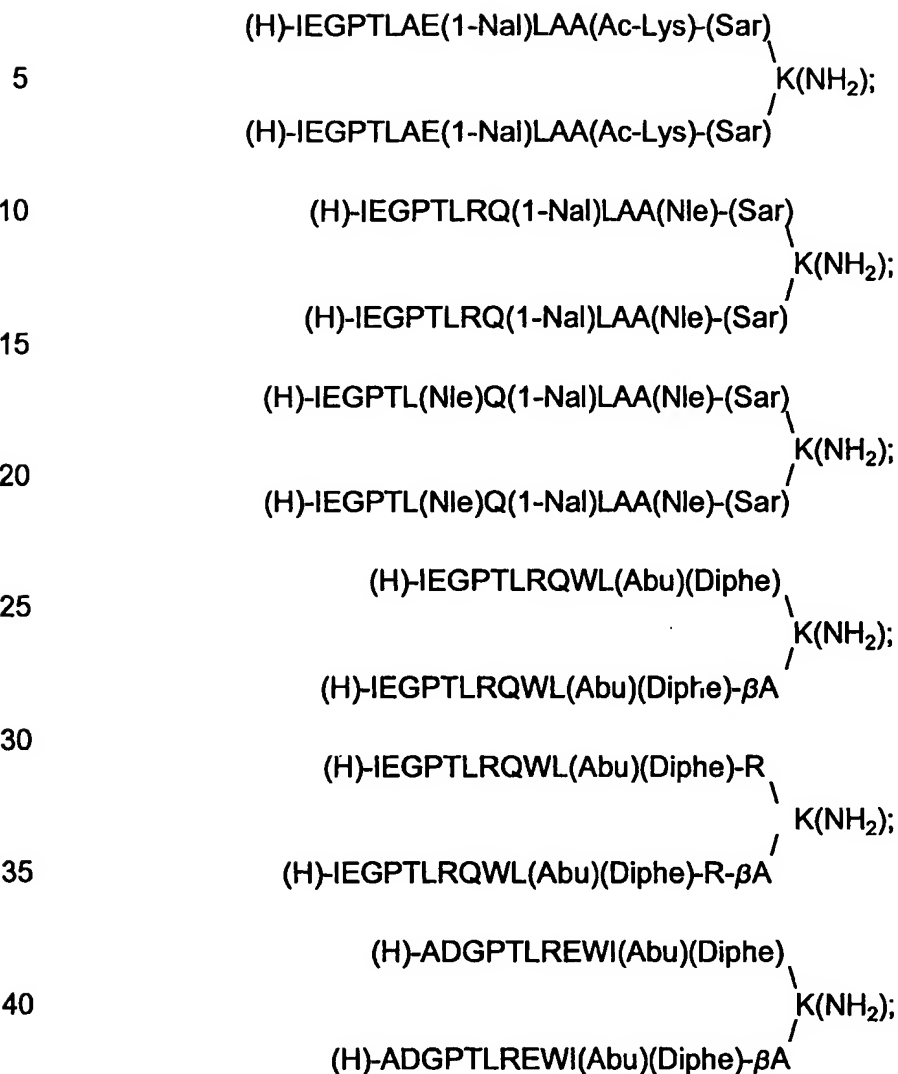 (H)-IEGPTLAE(1-Nal)LAA(Ac-Lys)-(Sar)
5 K(NH2);
(H)-IEGPTLAE(1-Nal)LAA(Ac-Lys)-(Sar)
10 (H)-IEGPTLRQ(1-Nal)LAA(Nle)-(Sar)
K(NH2);
(H)-IEGPTLRQ(1-Nal)LAA(Nle)-(Sar)
15
(H)-IEGPTL(Nle)Q(1-Nal)LAA(Nle)-(Sar)
K(NH2);
20
(H)-IEGPTL(Nle)Q(1-Nal)LAA(Nle)-(Sar)
(H)-IEGPTLRQWL(Abu)(Diphe)
25
K(NH2);
(H)-IEGPTLRQWL(Abu)(Diphe)-βA
30
(H)-IEGPTLRQWL(Abu)(Diphe)-R
K(NH2);
35 (H)-IEGPTLRQWL(Abu)(Diphe)-R-βA
(H)-ADGPTLREWI(Abu)(Diphe)
40 K(NH2);
(H)-ADGPTLREWI(Abu)(Diphe)-βA